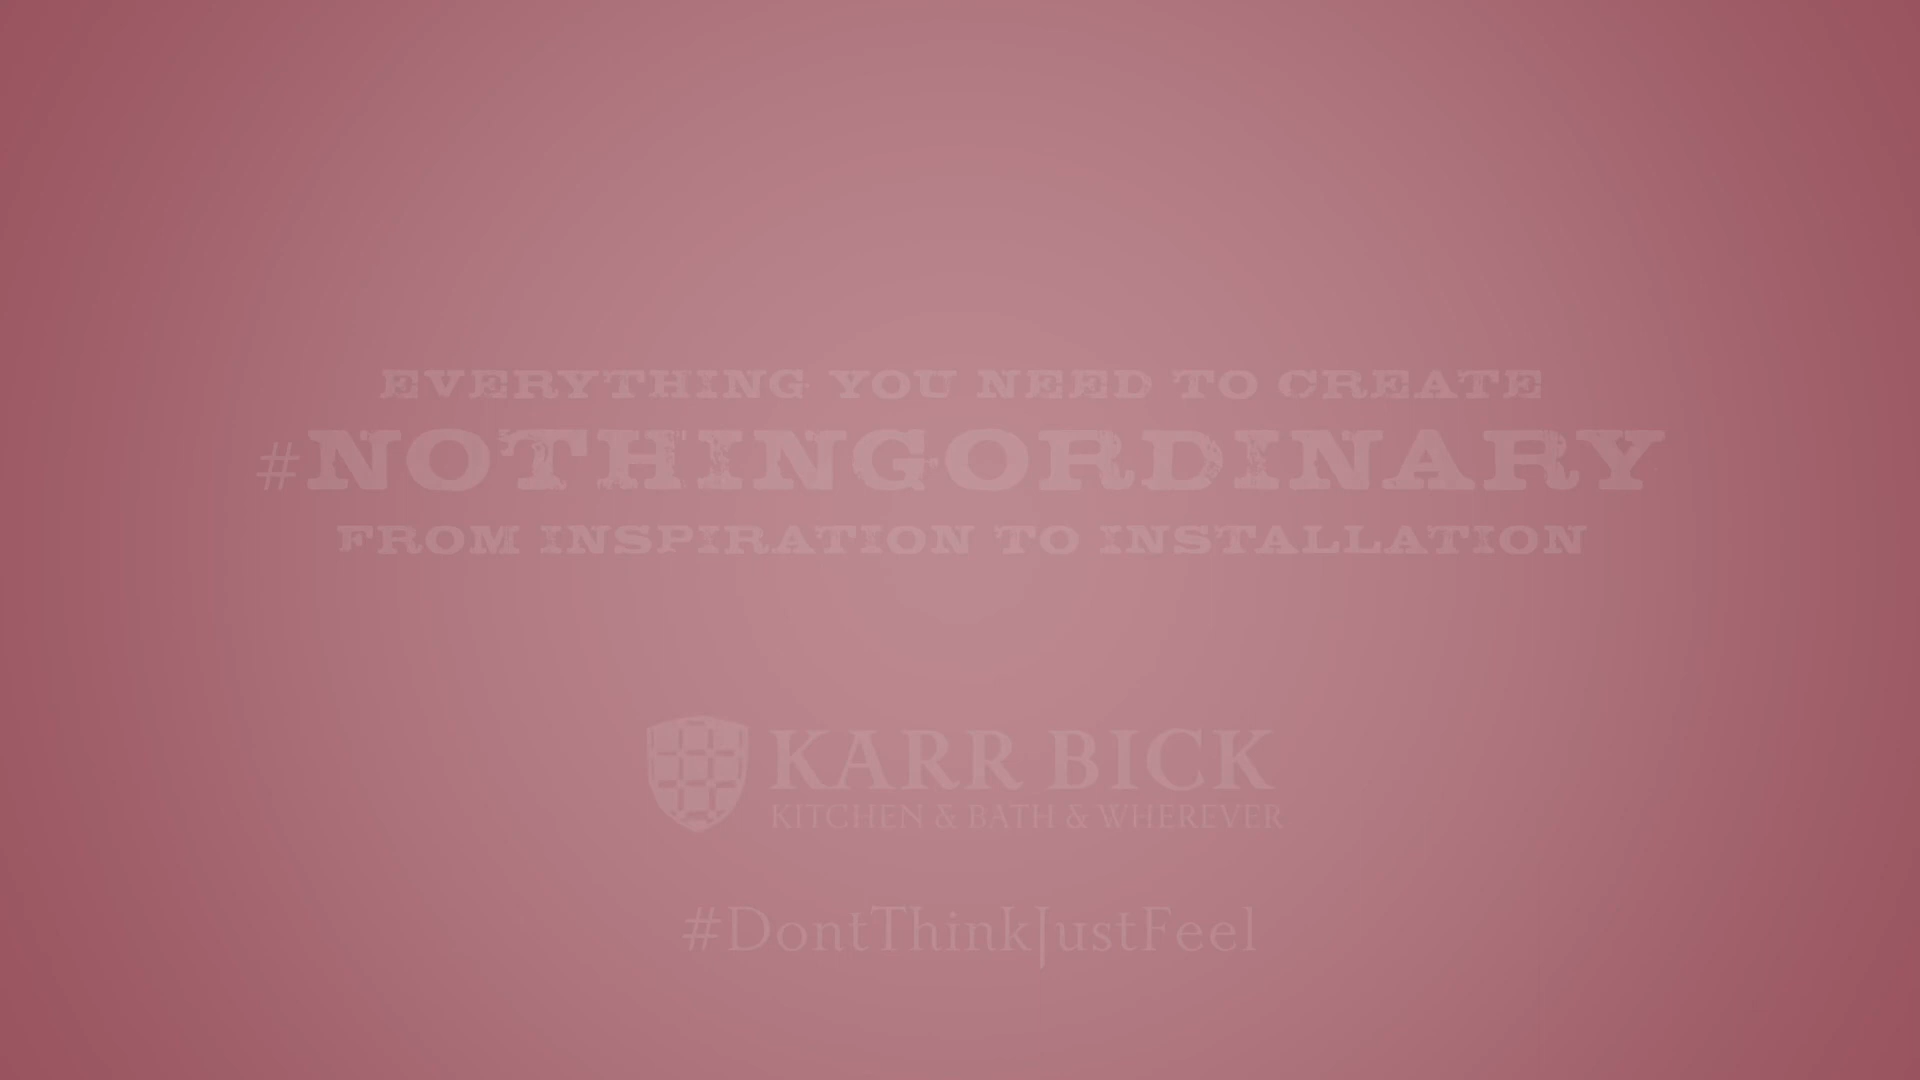 EVERYTHING YOU NEED TO CREATE
#NOTHINGORDINARY
FROM INSPIRATION TO INSTALLATION
KARR BICK
KITCHEN & BATH & WHEREVER
#DontThinkJustFeel